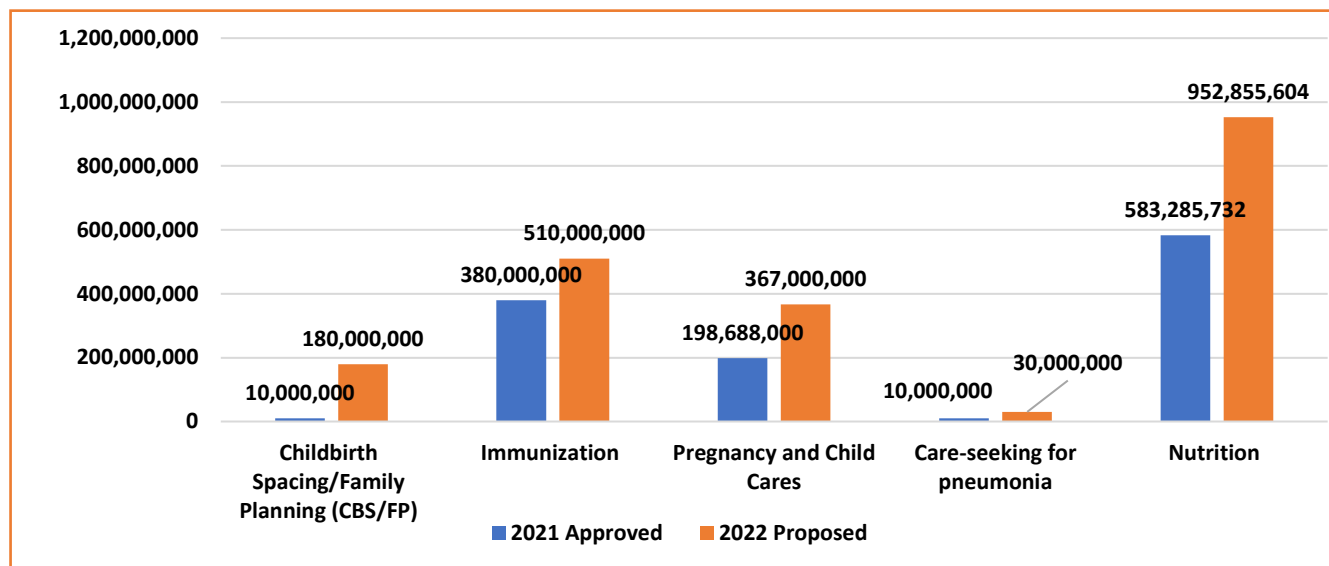 1,200,000,000
1,000,000,000
800,000,000
600,000,000
400,000,000
200,000,000
0
10,000,000
180,000,000
380,000,000
510,000,000
198,688,000
367,000,000
10,000,000
30,000,000
583,285,732
952,855,604
Childbirth
Spacing/Family
Planning (CBS/FP)
Immunization
Pregnancy and Child
Cares
Care-seeking for
pneumonia
Nutrition
2021 Approved
2022 Proposed